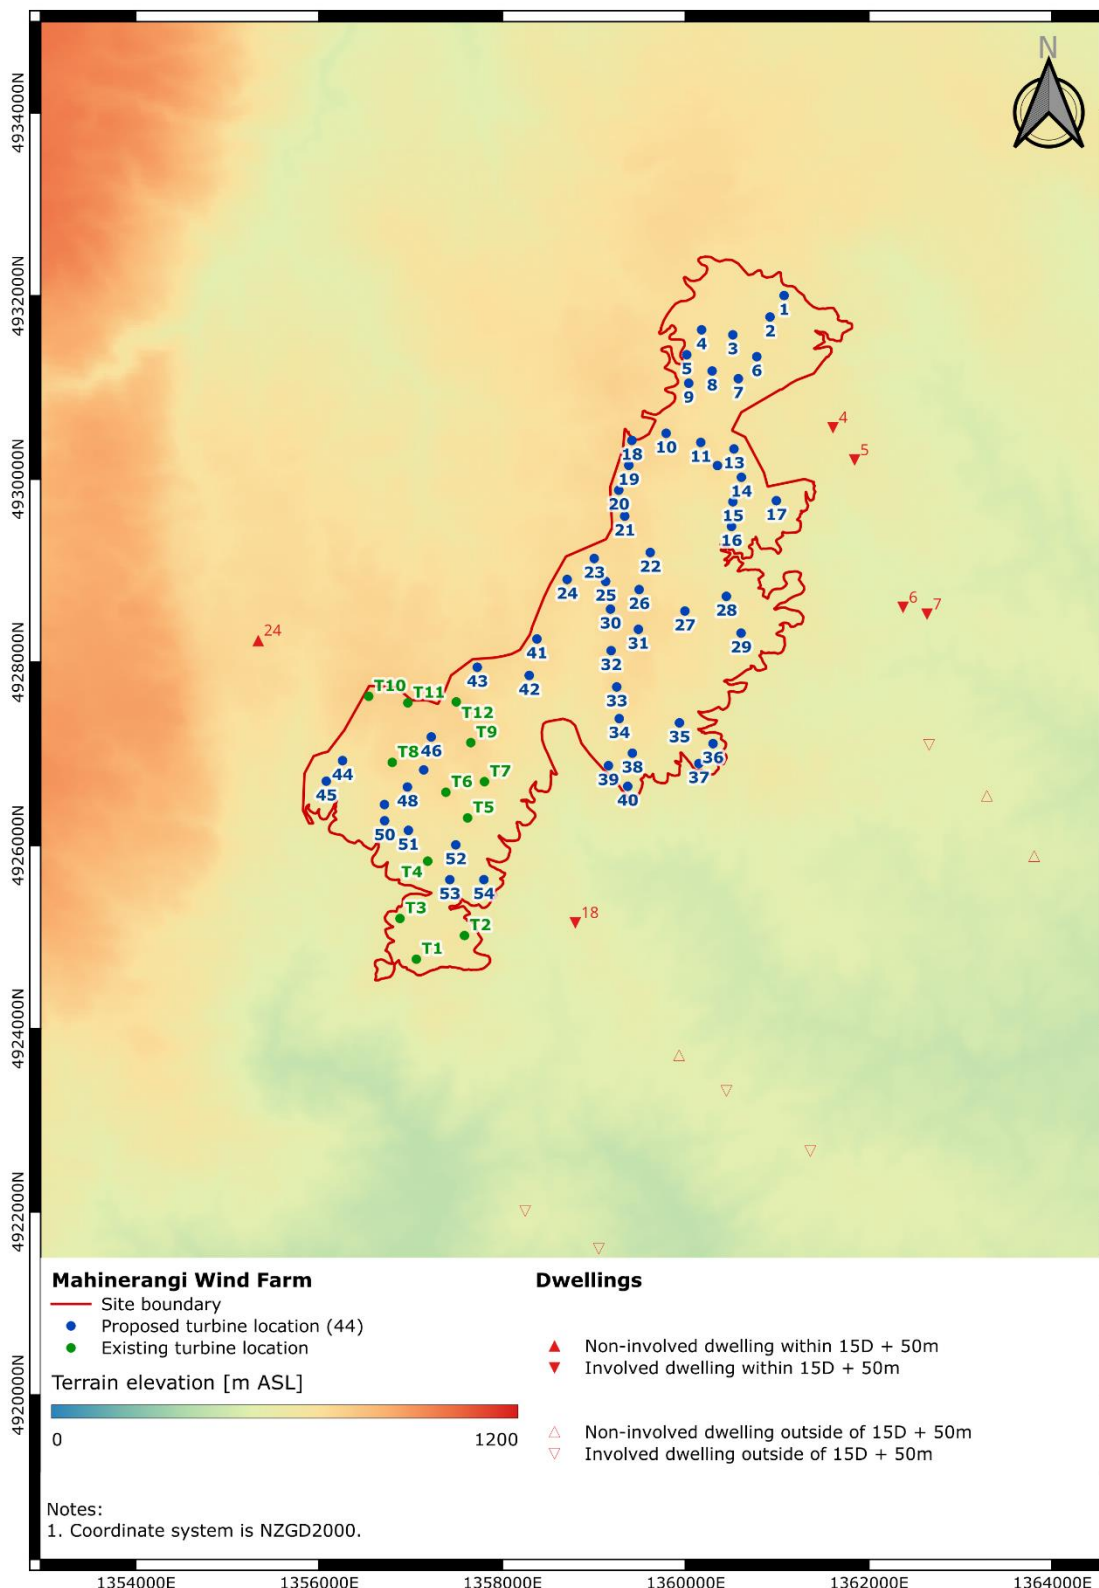 N
4934000N
4932000N
4930000N
4928000N
4926000N
4924000N
4922000N
4920000N
1
2
4
3
5
6
8
7
9
4
10
11
18
13
5
19
14
20
15
17
21
16
22
23
24
25
26
28
6
7
30
27
31
29
24
41
32
43
42
33
T10
T11
T12
34
35
T9
46
36
T8
38
44
39
37
T7
45
T6
48
40
T5
50
51
52
T4
53
54
T3
18
T2
T1
Mahinerangi Wind Farm
Site boundary
Proposed turbine location (44)
Existing turbine location
Terrain elevation [m ASL]
0
1200
Dwellings
Non-involved dwelling within 15D + 50m
Involved dwelling within 15D + 50m
Non-involved dwelling outside of 15D + 50m
Involved dwelling outside of 15D + 50m
Notes:
1. Coordinate system is NZGD2000.
1354000E
1356000E
1358000E
1360000E
1362000E
1364000E